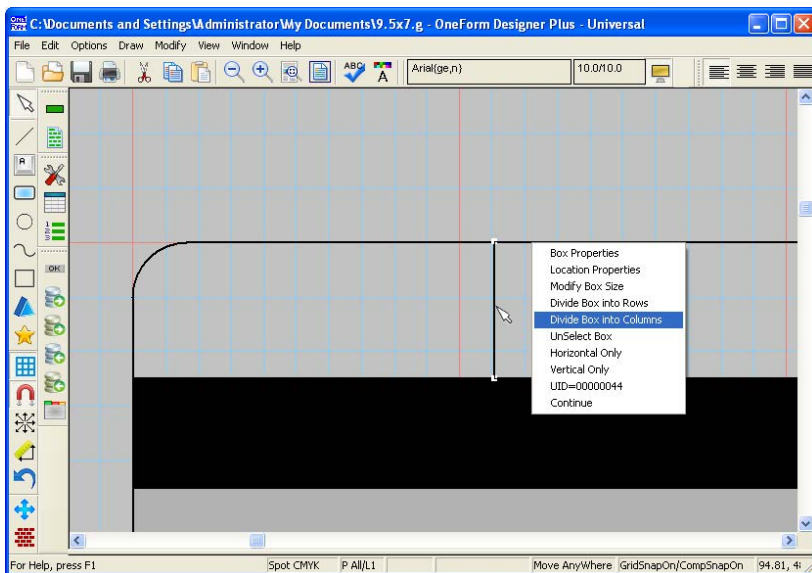 C:\Documents and Settings\Administrator\My Documents\9.5x7.g - OneForm Designer Plus - Universal
File Edit Options Draw Modify View Window Help
ABC A Arial{ge,n} 10.0/10.0
A
OK
Box Properties
Location Properties
Modify Box Size
Divide Box into Rows
Divide Box into Columns
UnSelect Box
Horizontal Only
Vertical Only
UID=00000044
Continue
For Help, press F1 Spot CMYK P All/L1 Move AnyWhere GridSnapOn/CompSnapOn 94.81,